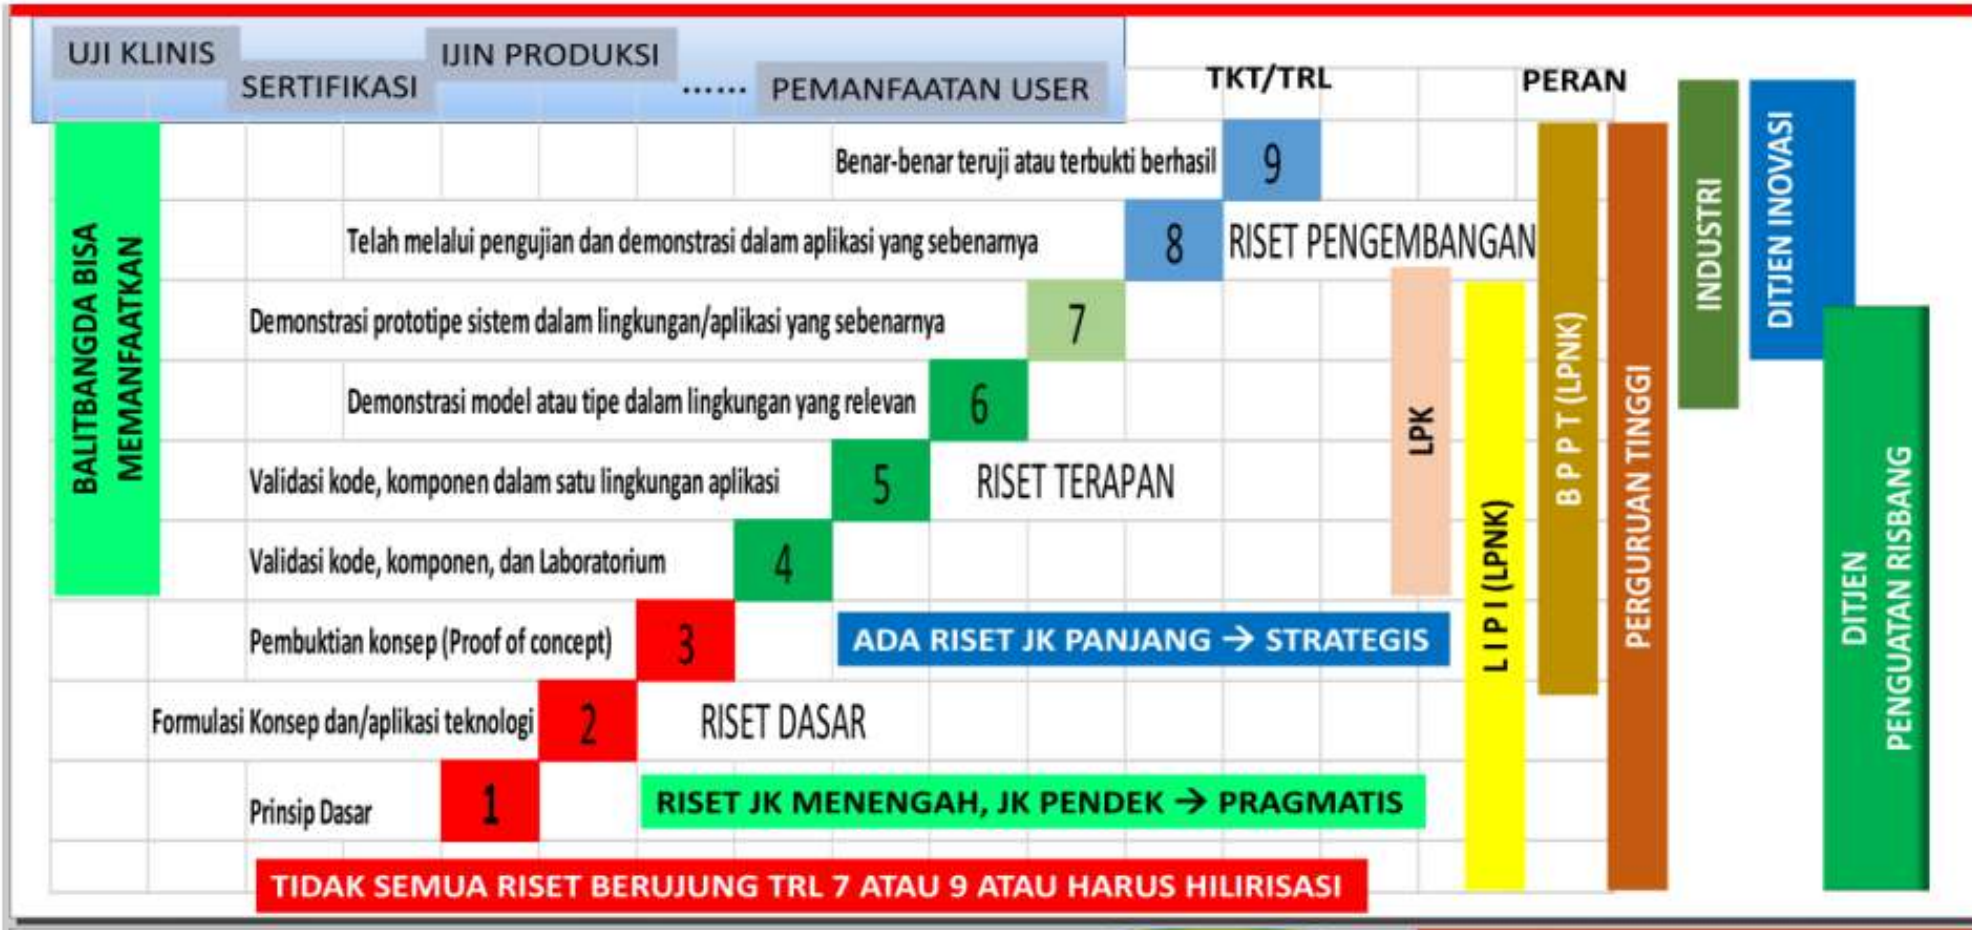 UJI KLINIS
SERTIFIKASI
IJIN PRODUKSI
......
PEMANFAATAN USER
TKT/TRL
PERAN
BALITBANGDA BISA
MEMANFAATKAN
Benar-benar teruji atau terbukti berhasil 9
Telah melalui pengujian dan demonstrasi dalam aplikasi yang sebenarnya 8 RISET PENGEMBANGAN
Demonstrasi prototipe sistem dalam lingkungan/aplikasi yang sebenarnya 7
Demonstrasi model atau tipe dalam lingkungan yang relevan 6
Validasi kode, komponen dalam satu lingkungan aplikasi 5 RISET TERAPAN
Validasi kode, komponen, dan Laboratorium 4
Pembuktian konsep (Proof of concept) 3
ADA RISET JK PANJANG → STRATEGIS
Formulasi Konsep dan/aplikasi teknologi 2 RISET DASAR
Prinsip Dasar 1
RISET JK MENENGAH, JK PENDEK → PRAGMATIS
TIDAK SEMUA RISET BERUJUNG TRL 7 ATAU 9 ATAU HARUS HILIRISASI
LPK
L I P I (LPNK)
B P P T (LPNK)
PERGURUAN TINGGI
INDUSTRI
DITJEN INOVASI
DITJEN
PENGUATAN RISBANG